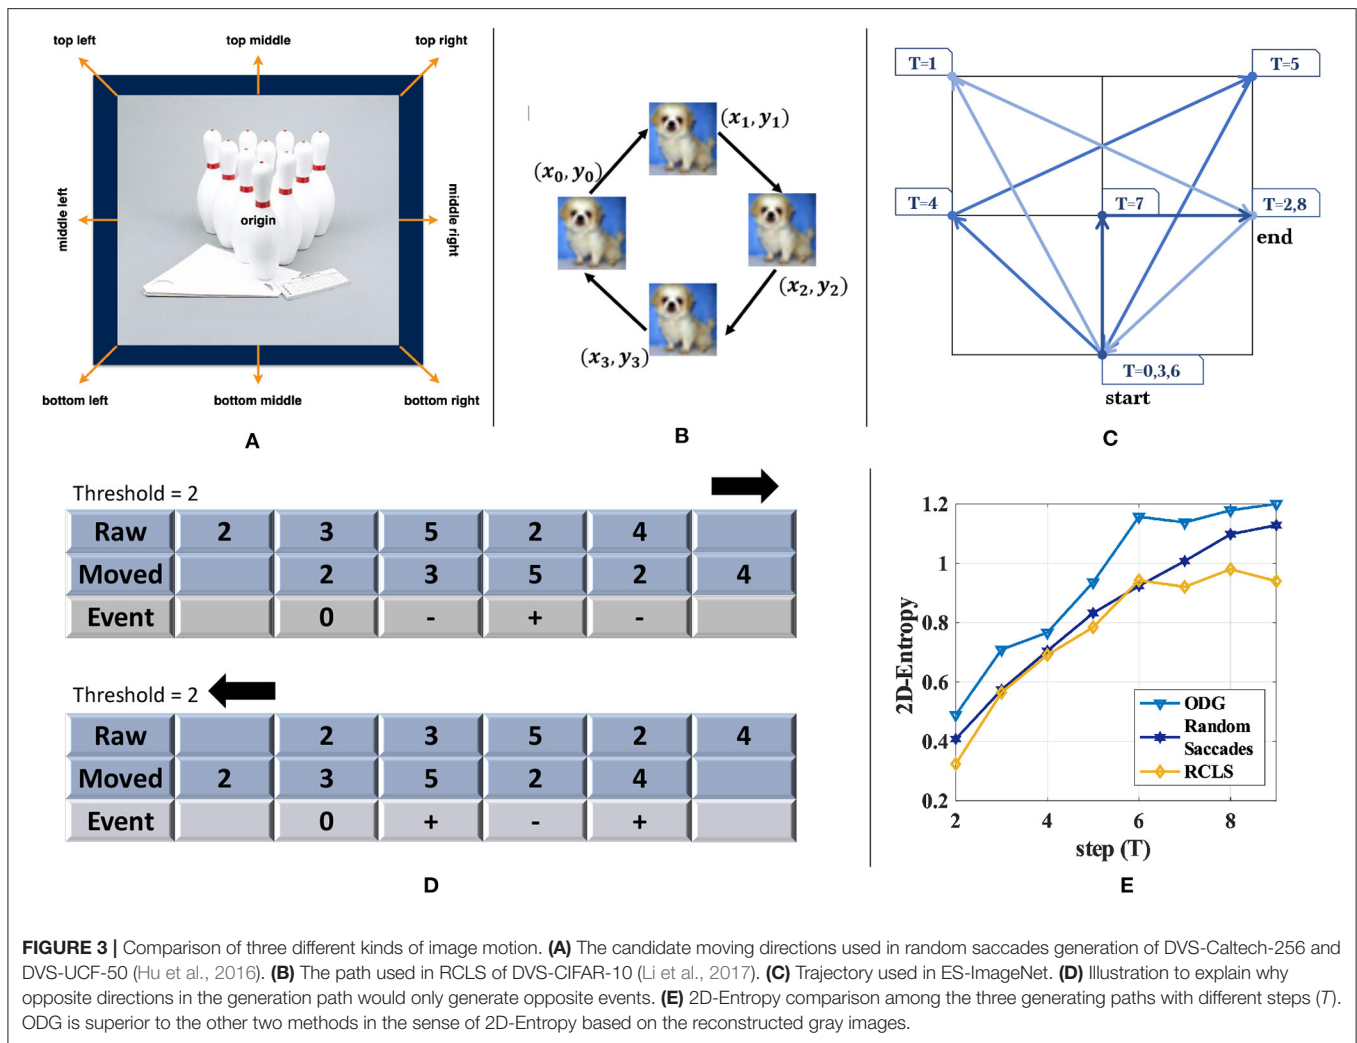 top left
top middle
top right
middle left
origin
middle right
bottom left
bottom middle
bottom right
A
(x₁, y₁)
(x₀, y₀)
(x₂, y₂)
(x₃, y₃)
B
T=1
T=5
T=4
T=7
T=2,8
end
T=0,3,6
start
C
Threshold = 2
Raw 2 3 5 2 4
Moved 2 3 5 2 4
Event 0 - + -
Threshold = 2
Raw 2 3 5 2 4
Moved 2 3 5 2 4
Event 0 + - +
D
1.2
1
0.8
0.6
0.4
0.2
2D-Entropy
ODG
Random
Saccades
RCLS
2 4 6 8
step (T)
E
FIGURE 3 | Comparison of three different kinds of image motion. (A) The candidate moving directions used in random saccades generation of DVS-Caltech-256 and
DVS-UCF-50 (Hu et al., 2016). (B) The path used in RCLS of DVS-CIFAR-10 (Li et al., 2017). (C) Trajectory used in ES-ImageNet. (D) Illustration to explain why
opposite directions in the generation path would only generate opposite events. (E) 2D-Entropy comparison among the three generating paths with different steps (T).
ODG is superior to the other two methods in the sense of 2D-Entropy based on the reconstructed gray images.